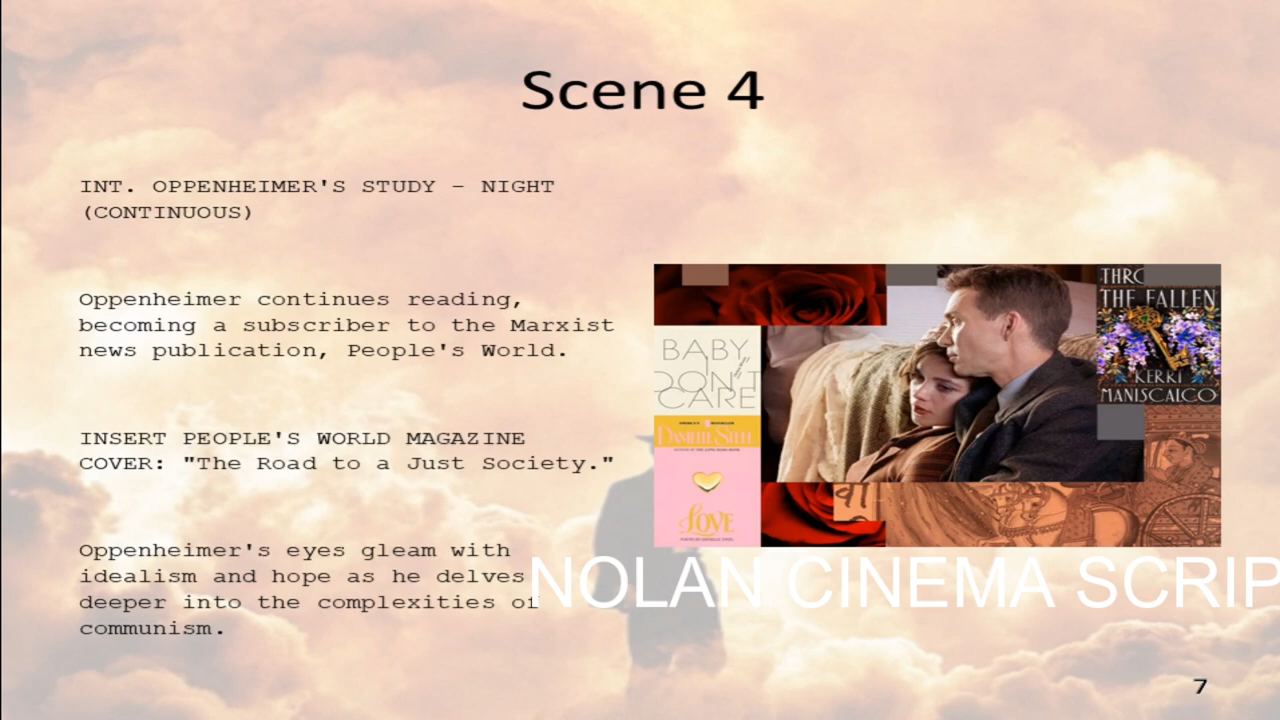 Scene 4
INT. OPPENHEIMER'S STUDY - NIGHT
(CONTINUOUS)
Oppenheimer continues reading,
becoming a subscriber to the Marxist
news publication, People's World.
INSERT PEOPLE'S WORLD MAGAZINE
COVER: "The Road to a Just Society."
Oppenheimer's eyes gleam with
idealism and hope as he delves
deeper into the complexities of
communism.
BABY
I
DON'T
CARE
DANIELLE STEEL
LOVE
THE FALLEN
KERRI
MANISCALCO
वी
NOLAN CINEMA SCRIP
7